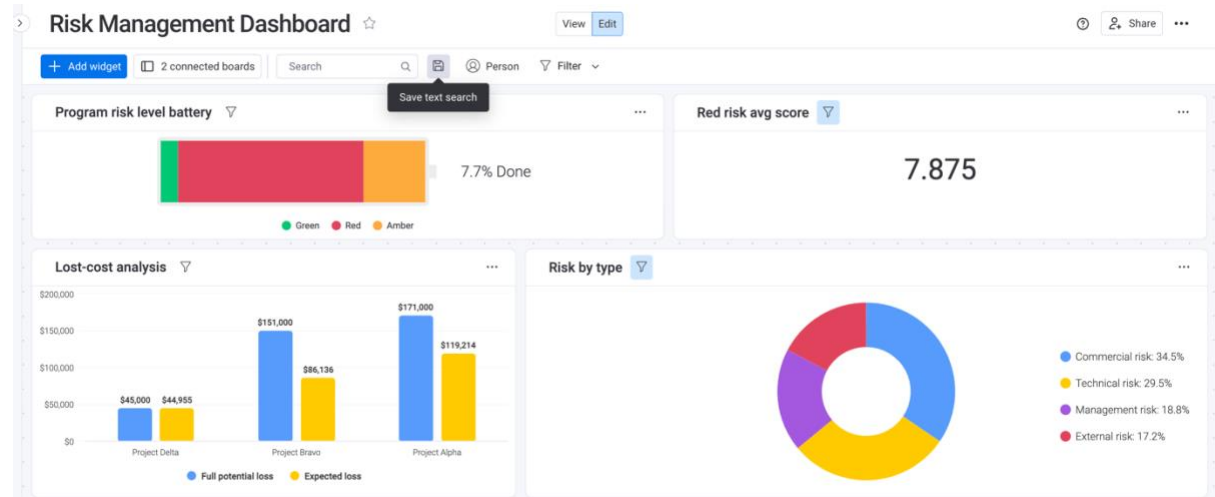 Risk Management Dashboard
View Edit
Share
Add widget
2 connected boards
Search
Person
Filter
Save text search
Program risk level battery
7.7% Done
Green Red Amber
Red risk avg score
7.875
Lost-cost analysis
$200,000
$150,000
$100,000
$50,000
$0
$45,000 $44,955
$151,000
$86,136
$171,000
$119,214
Project Delta Project Bravo Project Alpha
Full potential loss Expected loss
Risk by type
Commercial risk: 34.5%
Technical risk: 29.5%
Management risk: 18.8%
External risk: 17.2%